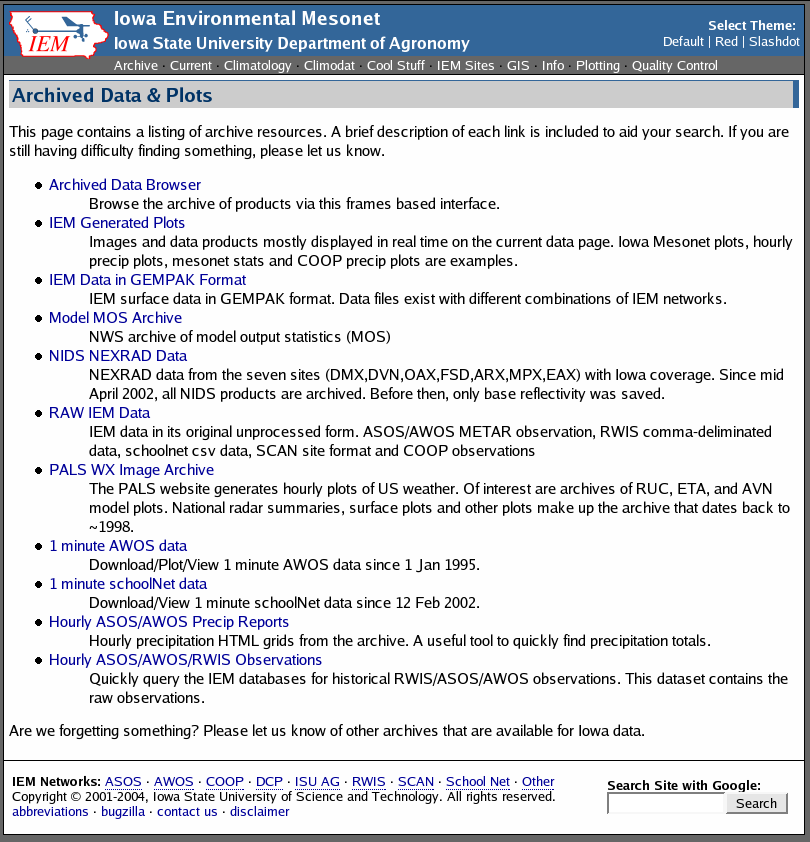 IEM
Iowa Environmental Mesonet
Iowa State University Department of Agronomy
Select Theme:
Default | Red | Slashdot
Archive · Current · Climatology · Climodat · Cool Stuff · IEM Sites · GIS · Info · Plotting · Quality Control
Archived Data & Plots
This page contains a listing of archive resources. A brief description of each link is included to aid your search. If you are
still having difficulty finding something, please let us know.
Archived Data Browser
Browse the archive of products via this frames based interface.
IEM Generated Plots
Images and data products mostly displayed in real time on the current data page. Iowa Mesonet plots, hourly
precip plots, mesonet stats and COOP precip plots are examples.
IEM Data in GEMPAK Format
IEM surface data in GEMPAK format. Data files exist with different combinations of IEM networks.
Model MOS Archive
NWS archive of model output statistics (MOS)
NIDS NEXRAD Data
NEXRAD data from the seven sites (DMX,DVN,OAX,FSD,ARX,MPX,EAX) with Iowa coverage. Since mid
April 2002, all NIDS products are archived. Before then, only base reflectivity was saved.
RAW IEM Data
IEM data in its original unprocessed form. ASOS/AWOS METAR observation, RWIS comma-deliminated
data, schoolnet csv data, SCAN site format and COOP observations
PALS WX Image Archive
The PALS website generates hourly plots of US weather. Of interest are archives of RUC, ETA, and AVN
model plots. National radar summaries, surface plots and other plots make up the archive that dates back to
~1998.
1 minute AWOS data
Download/Plot/View 1 minute AWOS data since 1 Jan 1995.
1 minute schoolNet data
Download/View 1 minute schoolNet data since 12 Feb 2002.
Hourly ASOS/AWOS Precip Reports
Hourly precipitation HTML grids from the archive. A useful tool to quickly find precipitation totals.
Hourly ASOS/AWOS/RWIS Observations
Quickly query the IEM databases for historical RWIS/ASOS/AWOS observations. This dataset contains the
raw observations.
Are we forgetting something? Please let us know of other archives that are available for Iowa data.
IEM Networks: ASOS · AWOS · COOP · DCP · ISU AG · RWIS · SCAN · School Net · Other
Copyright © 2001-2004, Iowa State University of Science and Technology. All rights reserved.
abbreviations · bugzilla · contact us · disclaimer
Search Site with Google:
Search